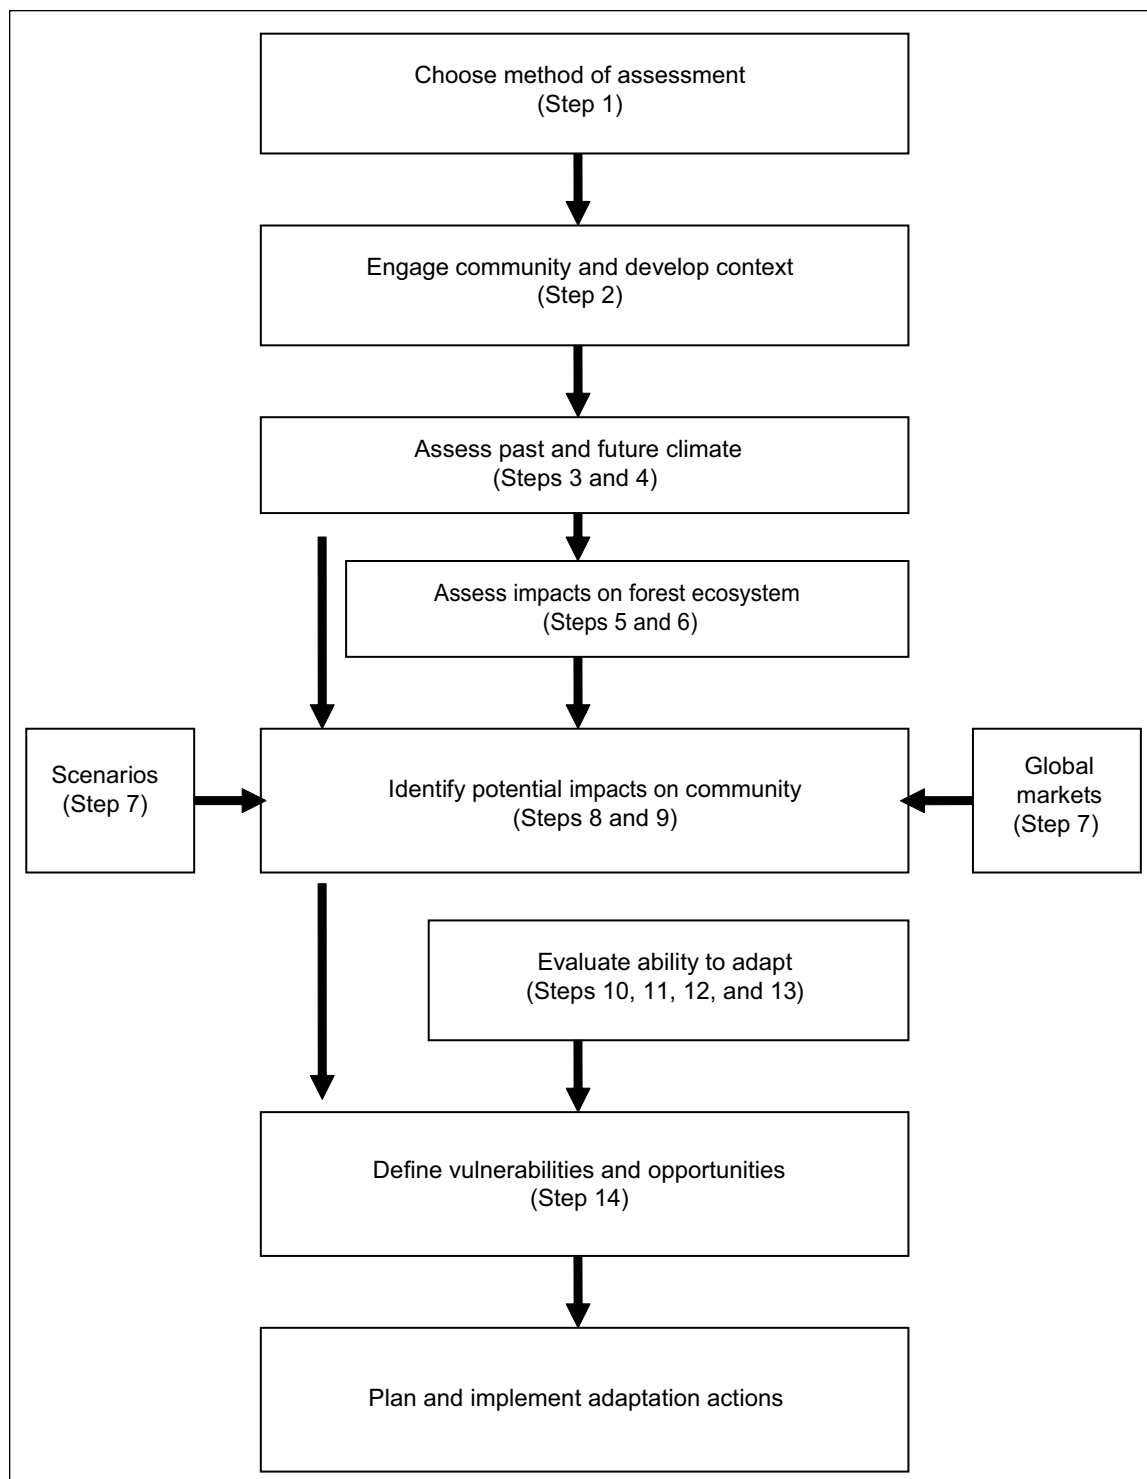 Choose method of assessment
(Step 1)
Engage community and develop context
(Step 2)
Assess past and future climate
(Steps 3 and 4)
Assess impacts on forest ecosystem
(Steps 5 and 6)
Scenarios
(Step 7)
Identify potential impacts on community
(Steps 8 and 9)
Global
markets
(Step 7)
Evaluate ability to adapt
(Steps 10, 11, 12, and 13)
Define vulnerabilities and opportunities
(Step 14)
Plan and implement adaptation actions